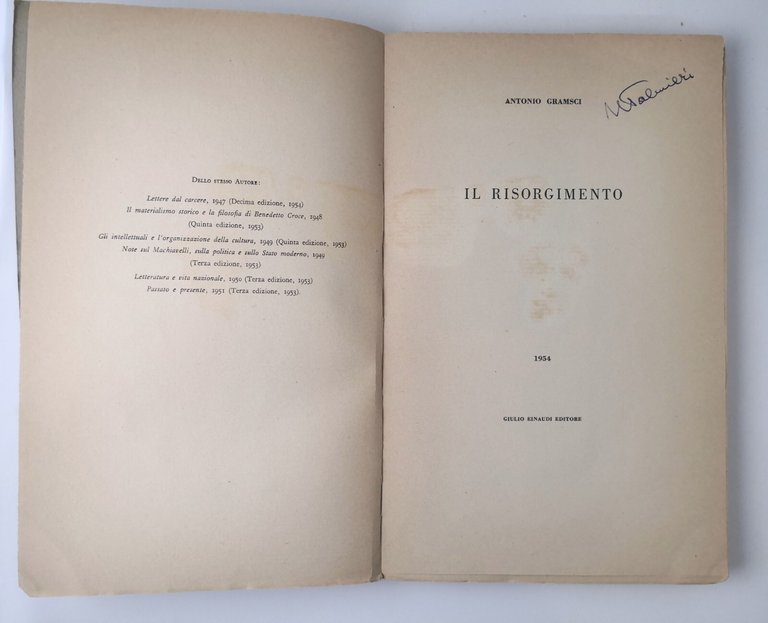 Dello stesso Autore:
Lettere dal carcere, 1947 (Decima edizione, 1954)
Il materialismo storico e la filosofia di Benedetto Croce, 1948
(Quinta edizione, 1953)
Gli intellettuali e l'organizzazione della cultura, 1949 (Quinta edizione, 1953)
Note sul Machiavelli, sulla politica e sullo Stato moderno, 1949
(Terza edizione, 1953)
Letteratura e vita nazionale, 1950 (Terza edizione, 1953)
Passato e presente, 1951 (Terza edizione, 1953).
ANTONIO GRAMSCI
IL RISORGIMENTO
1954
GIULIO EINAUDI EDITORE